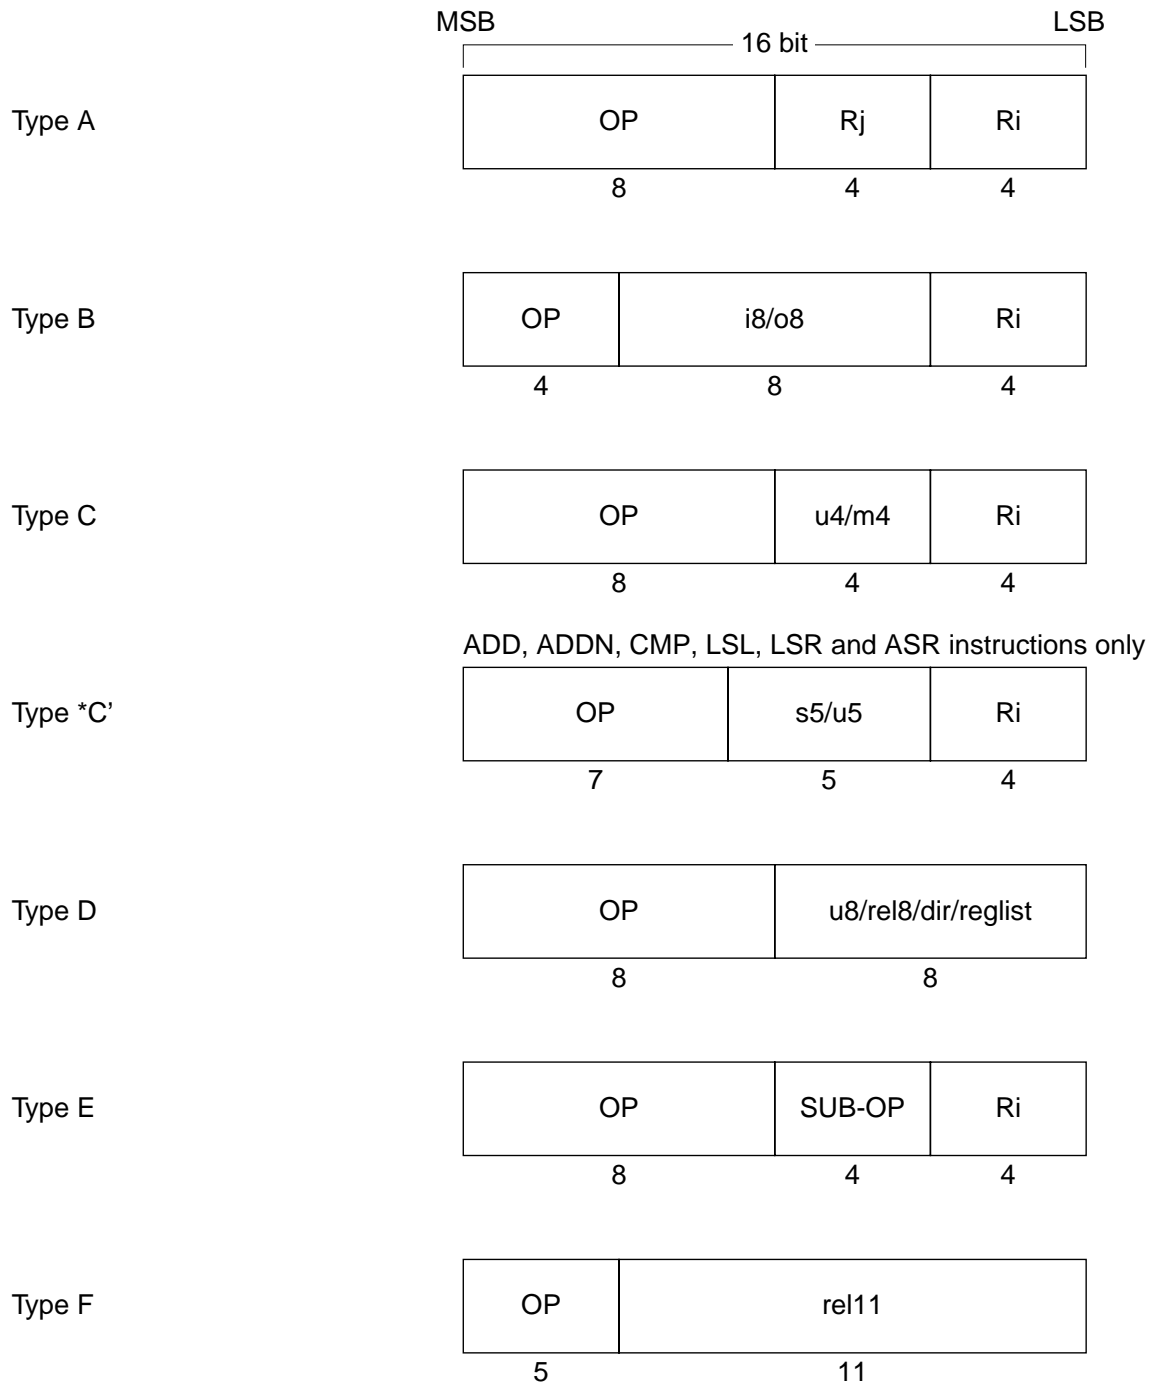 MSB LSB
16 bit
Type A OP Rj Ri
8 4 4
Type B OP i8/o8 Ri
4 8 4
Type C OP u4/m4 Ri
8 4 4
ADD, ADDN, CMP, LSL, LSR and ASR instructions only
Type *C’ OP s5/u5 Ri
7 5 4
Type D OP u8/rel8/dir/reglist
8 8
Type E OP SUB-OP Ri
8 4 4
Type F OP rel11
5 11